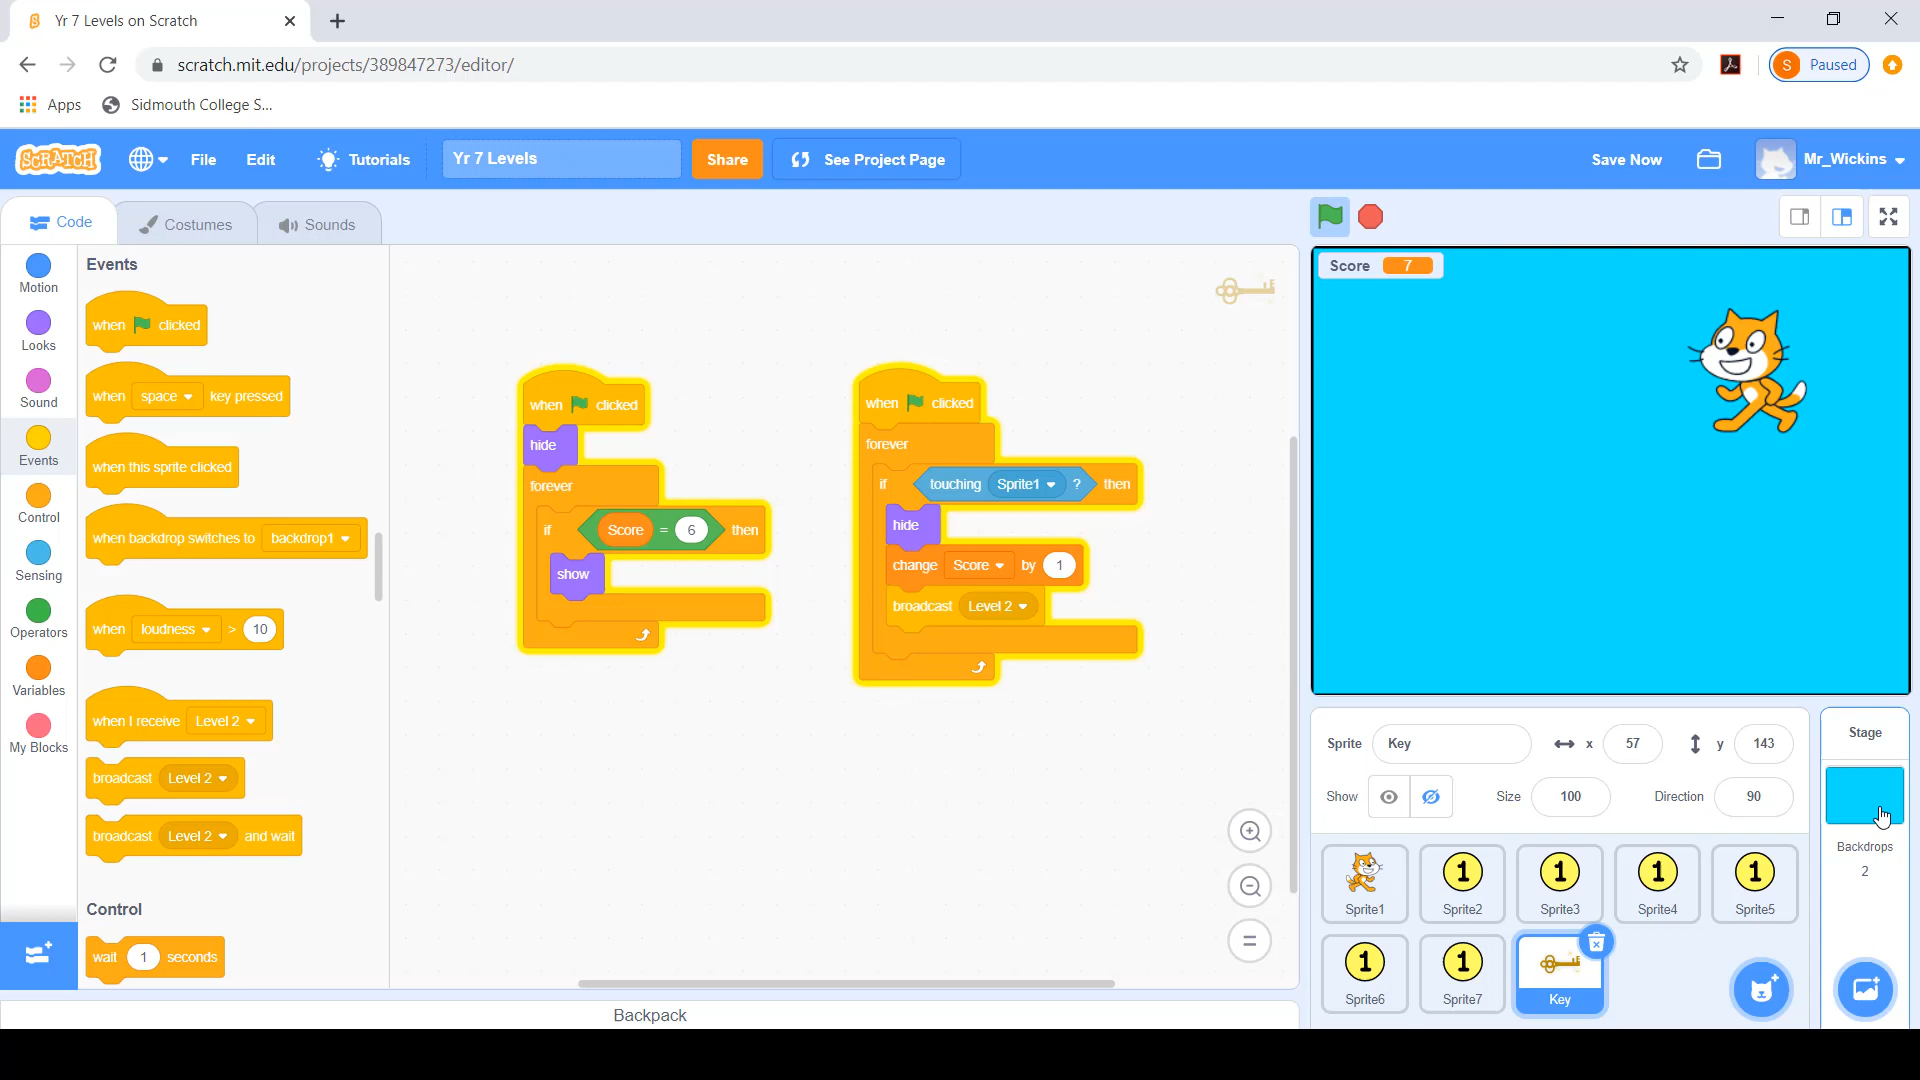 Yr 7 Levels on Scratch
scratch.mit.edu/projects/389847273/editor/
S Paused
Apps Sidmouth College S...
SCRATCH File Edit Tutorials Yr 7 Levels Share See Project Page Save Now Mr_Wickins
Code Costumes Sounds
Motion
Looks
Sound
Events
Control
Sensing
Operators
Variables
My Blocks
Events
when clicked
when space key pressed
when this sprite clicked
when backdrop switches to backdrop1
when loudness > 10
when I receive Level 2
broadcast Level 2
broadcast Level 2 and wait
Control
wait 1 seconds
when clicked
hide
forever
if Score = 6 then
show
when clicked
forever
if touching Sprite1 ? then
hide
change Score by 1
broadcast Level 2
Backpack
Score 7
Sprite Key x 57 y 143
Show Size 100 Direction 90
1 1 1 1
Sprite1 Sprite2 Sprite3 Sprite4 Sprite5
1 1
Sprite6 Sprite7 Key
Stage
Backdrops
2